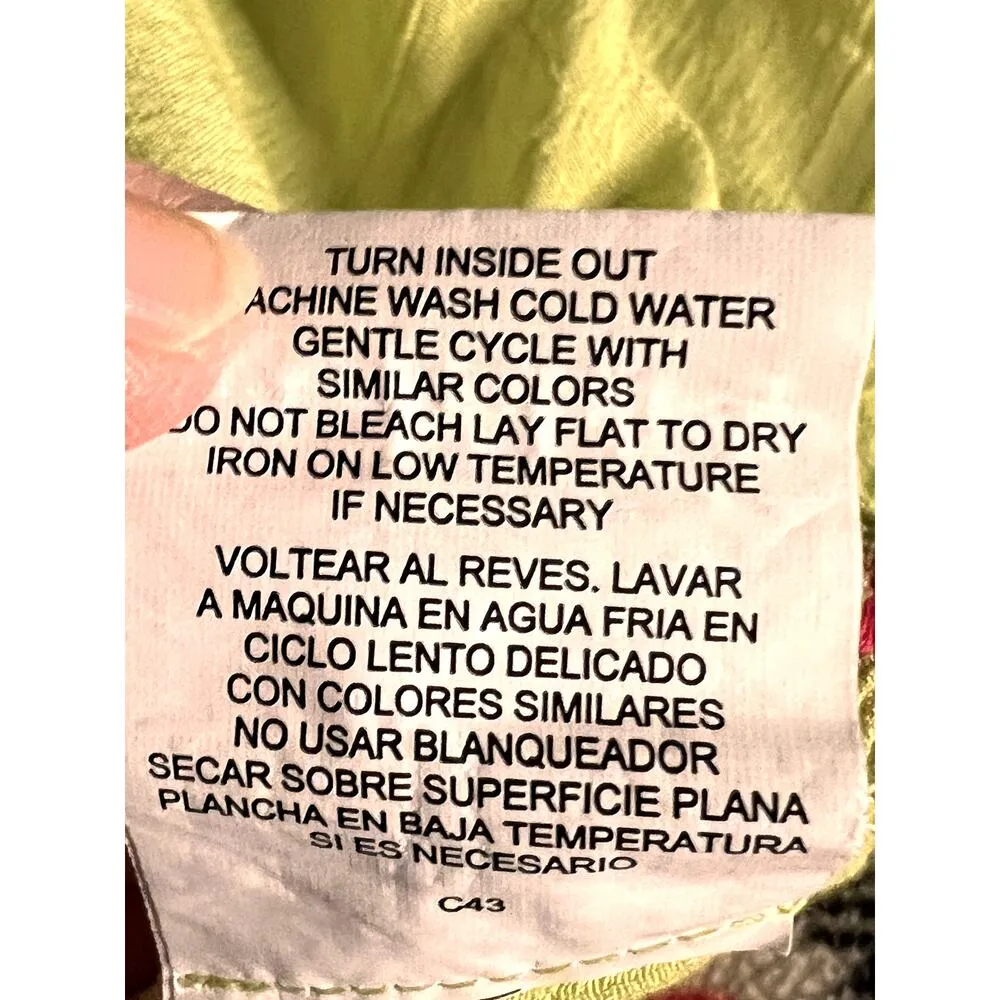 TURN INSIDE OUT
ACHINE WASH COLD WATER
GENTLE CYCLE WITH
SIMILAR COLORS
DO NOT BLEACH LAY FLAT TO DRY
IRON ON LOW TEMPERATURE
IF NECESSARY
VOLTEAR AL REVES. LAVAR
A MAQUINA EN AGUA FRIA EN
CICLO LENTO DELICADO
CON COLORES SIMILARES
NO USAR BLANQUEADOR
SECAR SOBRE SUPERFICIE PLANA
PLANCHA EN BAJA TEMPERATURA
SI ES NECESARIO
C43